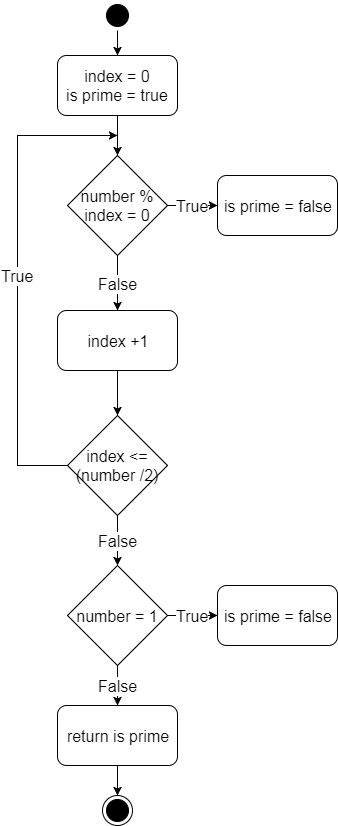 index = 0
is prime = true
number %
index = 0
True
is prime = false
True
False
index +1
index <=
(number /2)
False
number = 1
True
is prime = false
False
return is prime